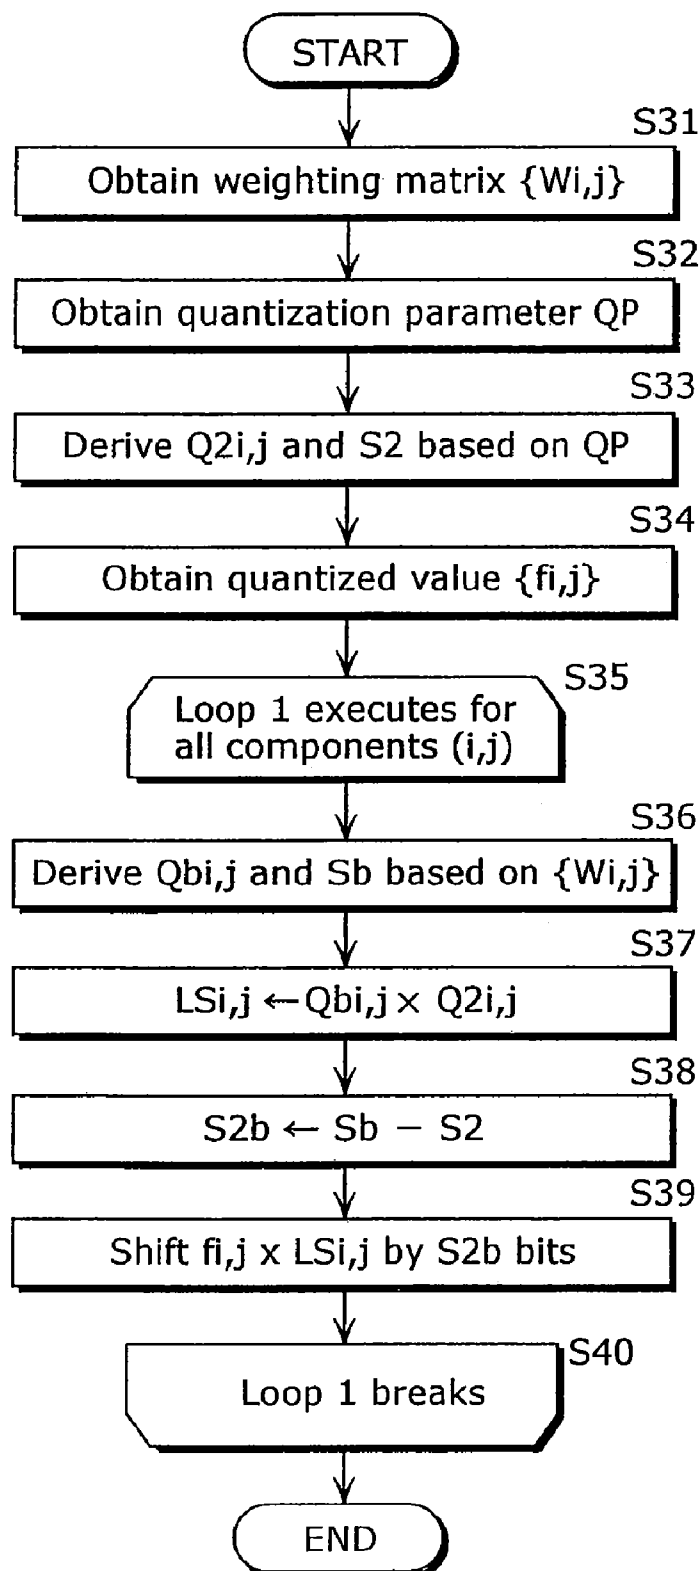 START
S31
Obtain weighting matrix {Wi,j}
S32
Obtain quantization parameter QP
S33
Derive Q2i,j and S2 based on QP
S34
Obtain quantized value {fi,j}
S35
Loop 1 executes for
all components (i,j)
S36
Derive Qbi,j and Sb based on {Wi,j}
S37
LSi,j ← Qbi,j × Q2i,j
S38
S2b ← Sb − S2
S39
Shift fi,j x LSi,j by S2b bits
S40
Loop 1 breaks
END